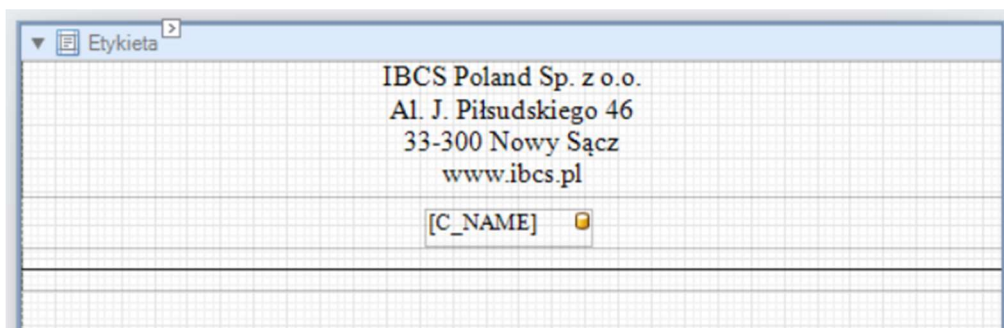 Etykieta
IBCS Poland Sp. z o.o.
Al. J. Piłsudskiego 46
33-300 Nowy Sącz
www.ibcs.pl
[C_NAME]